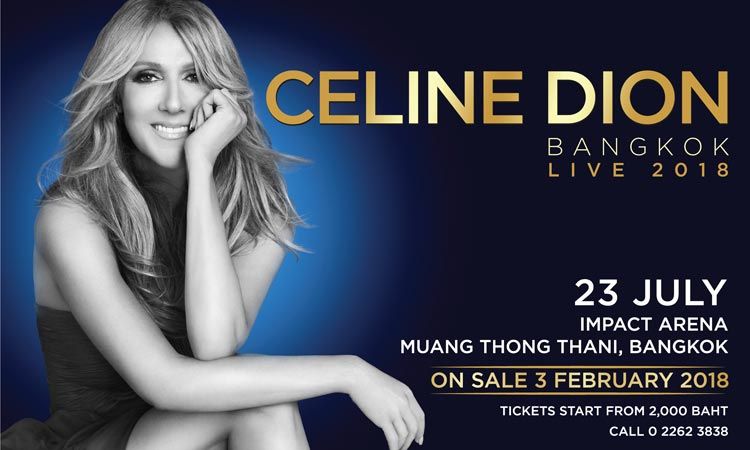 CELINE DION
BANGKOK
LIVE 2018
23 JULY
IMPACT ARENA
MUANG THONG THANI, BANGKOK
ON SALE 3 FEBRUARY 2018
TICKETS START FROM 2,000 BAHT
CALL 0 2262 3838